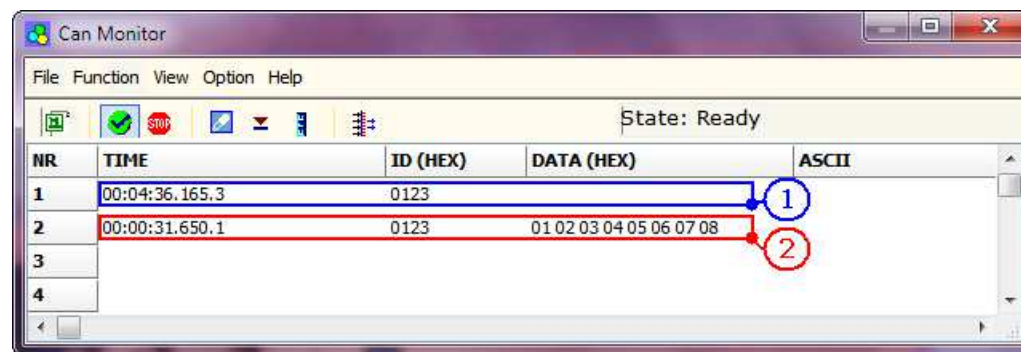 Can Monitor
File Function View Option Help
STOP State: Ready
NR TIME ID (HEX) DATA (HEX) ASCII
1 00:04:36.165.3 0123 1
2 00:00:31.650.1 0123 01 02 03 04 05 06 07 08 2
3
4